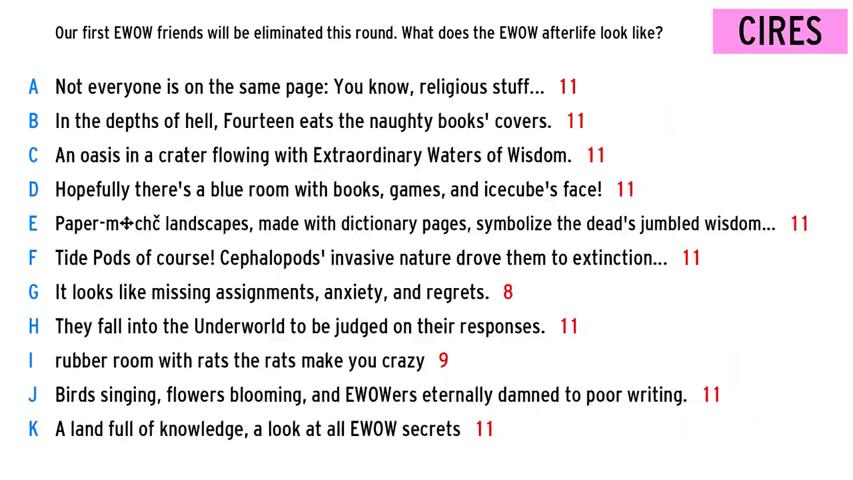 Our first EWOW friends will be eliminated this round. What does the EWOW afterlife look like?
CIRES
A Not everyone is on the same page: You know, religious stuff... 11
B In the depths of hell, Fourteen eats the naughty books' covers. 11
C An oasis in a crater flowing with Extraordinary Waters of Wisdom. 11
D Hopefully there's a blue room with books, games, and icecube's face! 11
E Paper-m✢chč landscapes, made with dictionary pages, symbolize the dead's jumbled wisdom... 11
F Tide Pods of course! Cephalopods' invasive nature drove them to extinction... 11
G It looks like missing assignments, anxiety, and regrets. 8
H They fall into the Underworld to be judged on their responses. 11
I rubber room with rats the rats make you crazy 9
J Birds singing, flowers blooming, and EWOWers eternally damned to poor writing. 11
K A land full of knowledge, a look at all EWOW secrets 11